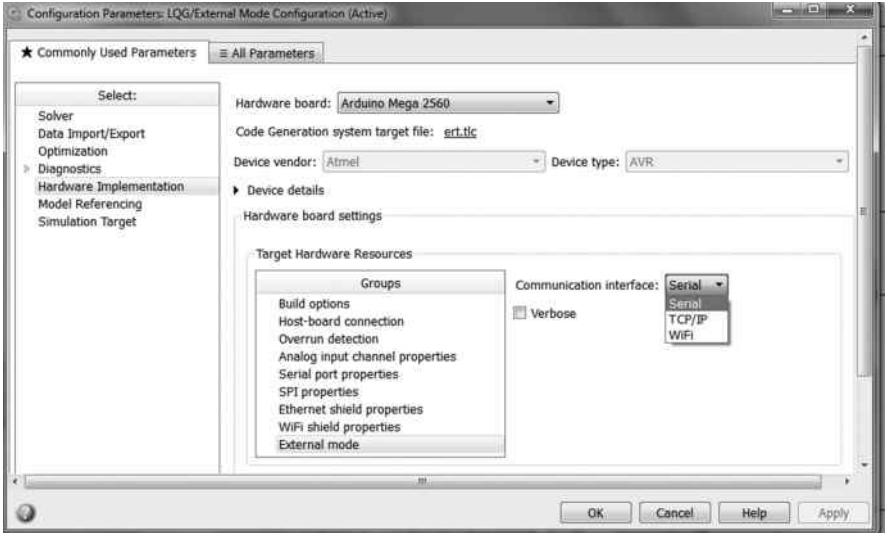 Configuration Parameters: LQG/External Mode Configuration (Active)
★ Commonly Used Parameters
≡ All Parameters
Select:
Solver
Data Import/Export
Optimization
Diagnostics
Hardware Implementation
Model Referencing
Simulation Target
Hardware board: Arduino Mega 2560
Code Generation system target file: ert.tlc
Device vendor: Atmel
Device type: AVR
Device details
Hardware board settings
Target Hardware Resources
Groups
Build options
Host-board connection
Overrun detection
Analog input channel properties
Serial port properties
SPI properties
Ethernet shield properties
WiFi shield properties
External mode
Communication interface: Serial
Serial
TCP/IP
WiFi
Verbose
OK
Cancel
Help
Apply